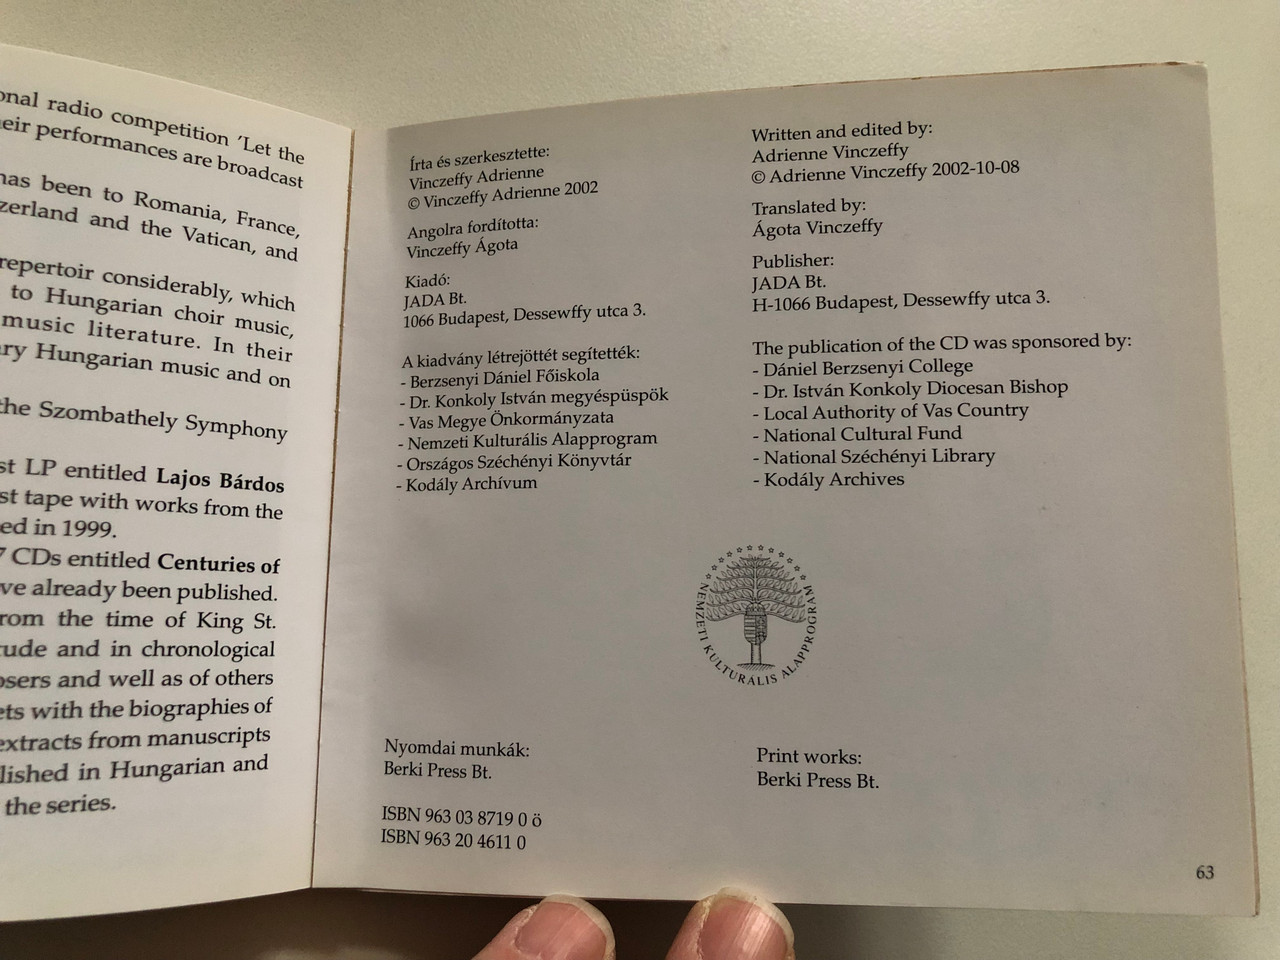 onal radio competition 'Let the
eir performances are broadcast
has been to Romania, France,
zerland and the Vatican, and
repertoir considerably, which
to Hungarian choir music,
music literature. In their
ry Hungarian music and on
the Szombathely Symphony
st LP entitled Lajos Bárdos
st tape with works from the
ed in 1999.
7 CDs entitled Centuries of
ve already been published.
rom the time of King St.
tude and in chronological
osers and well as of others
ets with the biographies of
extracts from manuscripts
lished in Hungarian and
the series.
Írta és szerkesztette:
Vinczeffy Adrienne
© Vinczeffy Adrienne 2002
Angolra fordította:
Vinczeffy Ágota
Kiadó:
JADA Bt.
1066 Budapest, Dessewffy utca 3.
A kiadvány létrejöttét segítették:
- Berzsenyi Dániel Főiskola
- Dr. Konkoly István megyéspüspök
- Vas Megye Önkormányzata
- Nemzeti Kulturális Alapprogram
- Országos Széchényi Könyvtár
- Kodály Archívum
Written and edited by:
Adrienne Vinczeffy
© Adrienne Vinczeffy 2002-10-08
Translated by:
Ágota Vinczeffy
Publisher:
JADA Bt.
H-1066 Budapest, Dessewffy utca 3.
The publication of the CD was sponsored by:
- Dániel Berzsenyi College
- Dr. István Konkoly Diocesan Bishop
- Local Authority of Vas Country
- National Cultural Fund
- National Széchényi Library
- Kodály Archives
NEMZETI KULTURÁLIS ALAPPROGRAM
Nyomdai munkák:
Berki Press Bt.
Print works:
Berki Press Bt.
ISBN 963 03 8719 0 ö
ISBN 963 20 4611 0
63